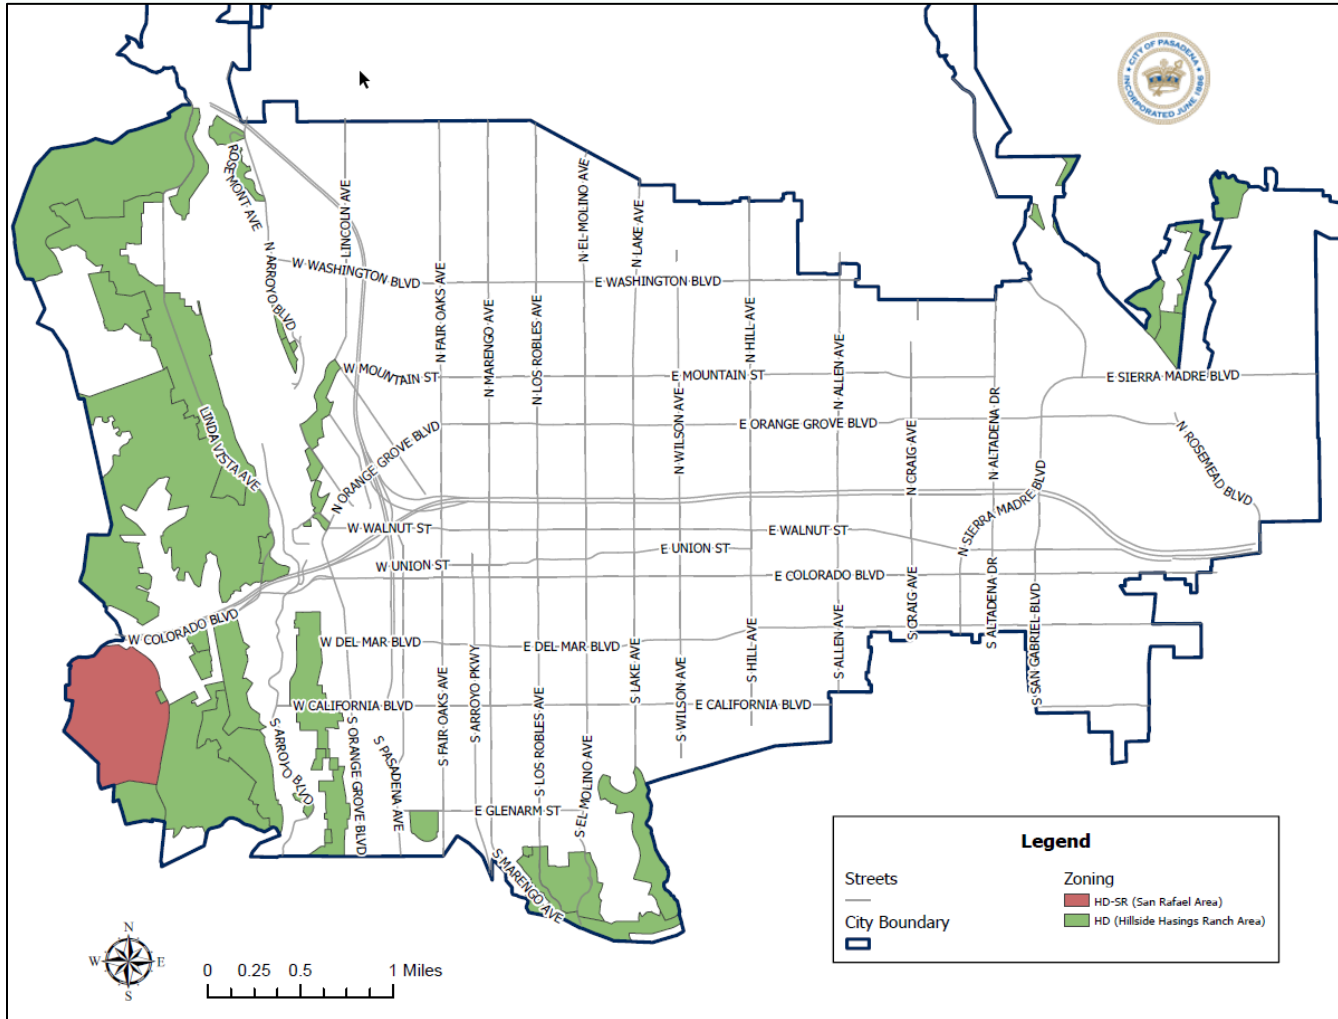 CITY OF PASADENA
INCORPORATED JUNE 1886
ROSEMONT AVE
LINCOLN AVE
N ARROYO BLVD
W WASHINGTON BLVD
E WASHINGTON BLVD
N FAIR OAKS AVE
N MARENGO AVE
N LOS ROBLES AVE
N EL MOLINO AVE
N LAKE AVE
N WILSON AVE
N HILL AVE
N ALLEN AVE
N CRAIG AVE
N ALTADENA DR
W MOUNTAIN ST
E MOUNTAIN ST
E SIERRA MADRE BLVD
LINDA VISTA AVE
N ORANGE GROVE BLVD
E ORANGE GROVE BLVD
N ROSEMEAD BLVD
N SIERRA MADRE BLVD
W WALNUT ST
E WALNUT ST
W UNION ST
E UNION ST
E COLORADO BLVD
W COLORADO BLVD
W DEL MAR BLVD
E DEL MAR BLVD
W CALIFORNIA BLVD
E CALIFORNIA BLVD
S ARROYO BLVD
S ORANGE GROVE BLVD
S PASADENA AVE
S FAIR OAKS AVE
S ARROYO PKWY
S LOS ROBLES AVE
S EL MOLINO AVE
S LAKE AVE
S WILSON AVE
S HILL AVE
S ALLEN AVE
S CRAIG AVE
S ALTADENA DR
S SAN GABRIEL BLVD
E GLENARM ST
S MARENGO AVE
Legend
Streets
City Boundary
Zoning
HD-SR (San Rafael Area)
HD (Hillside Hasings Ranch Area)
N
W E
S
0 0.25 0.5 1 Miles